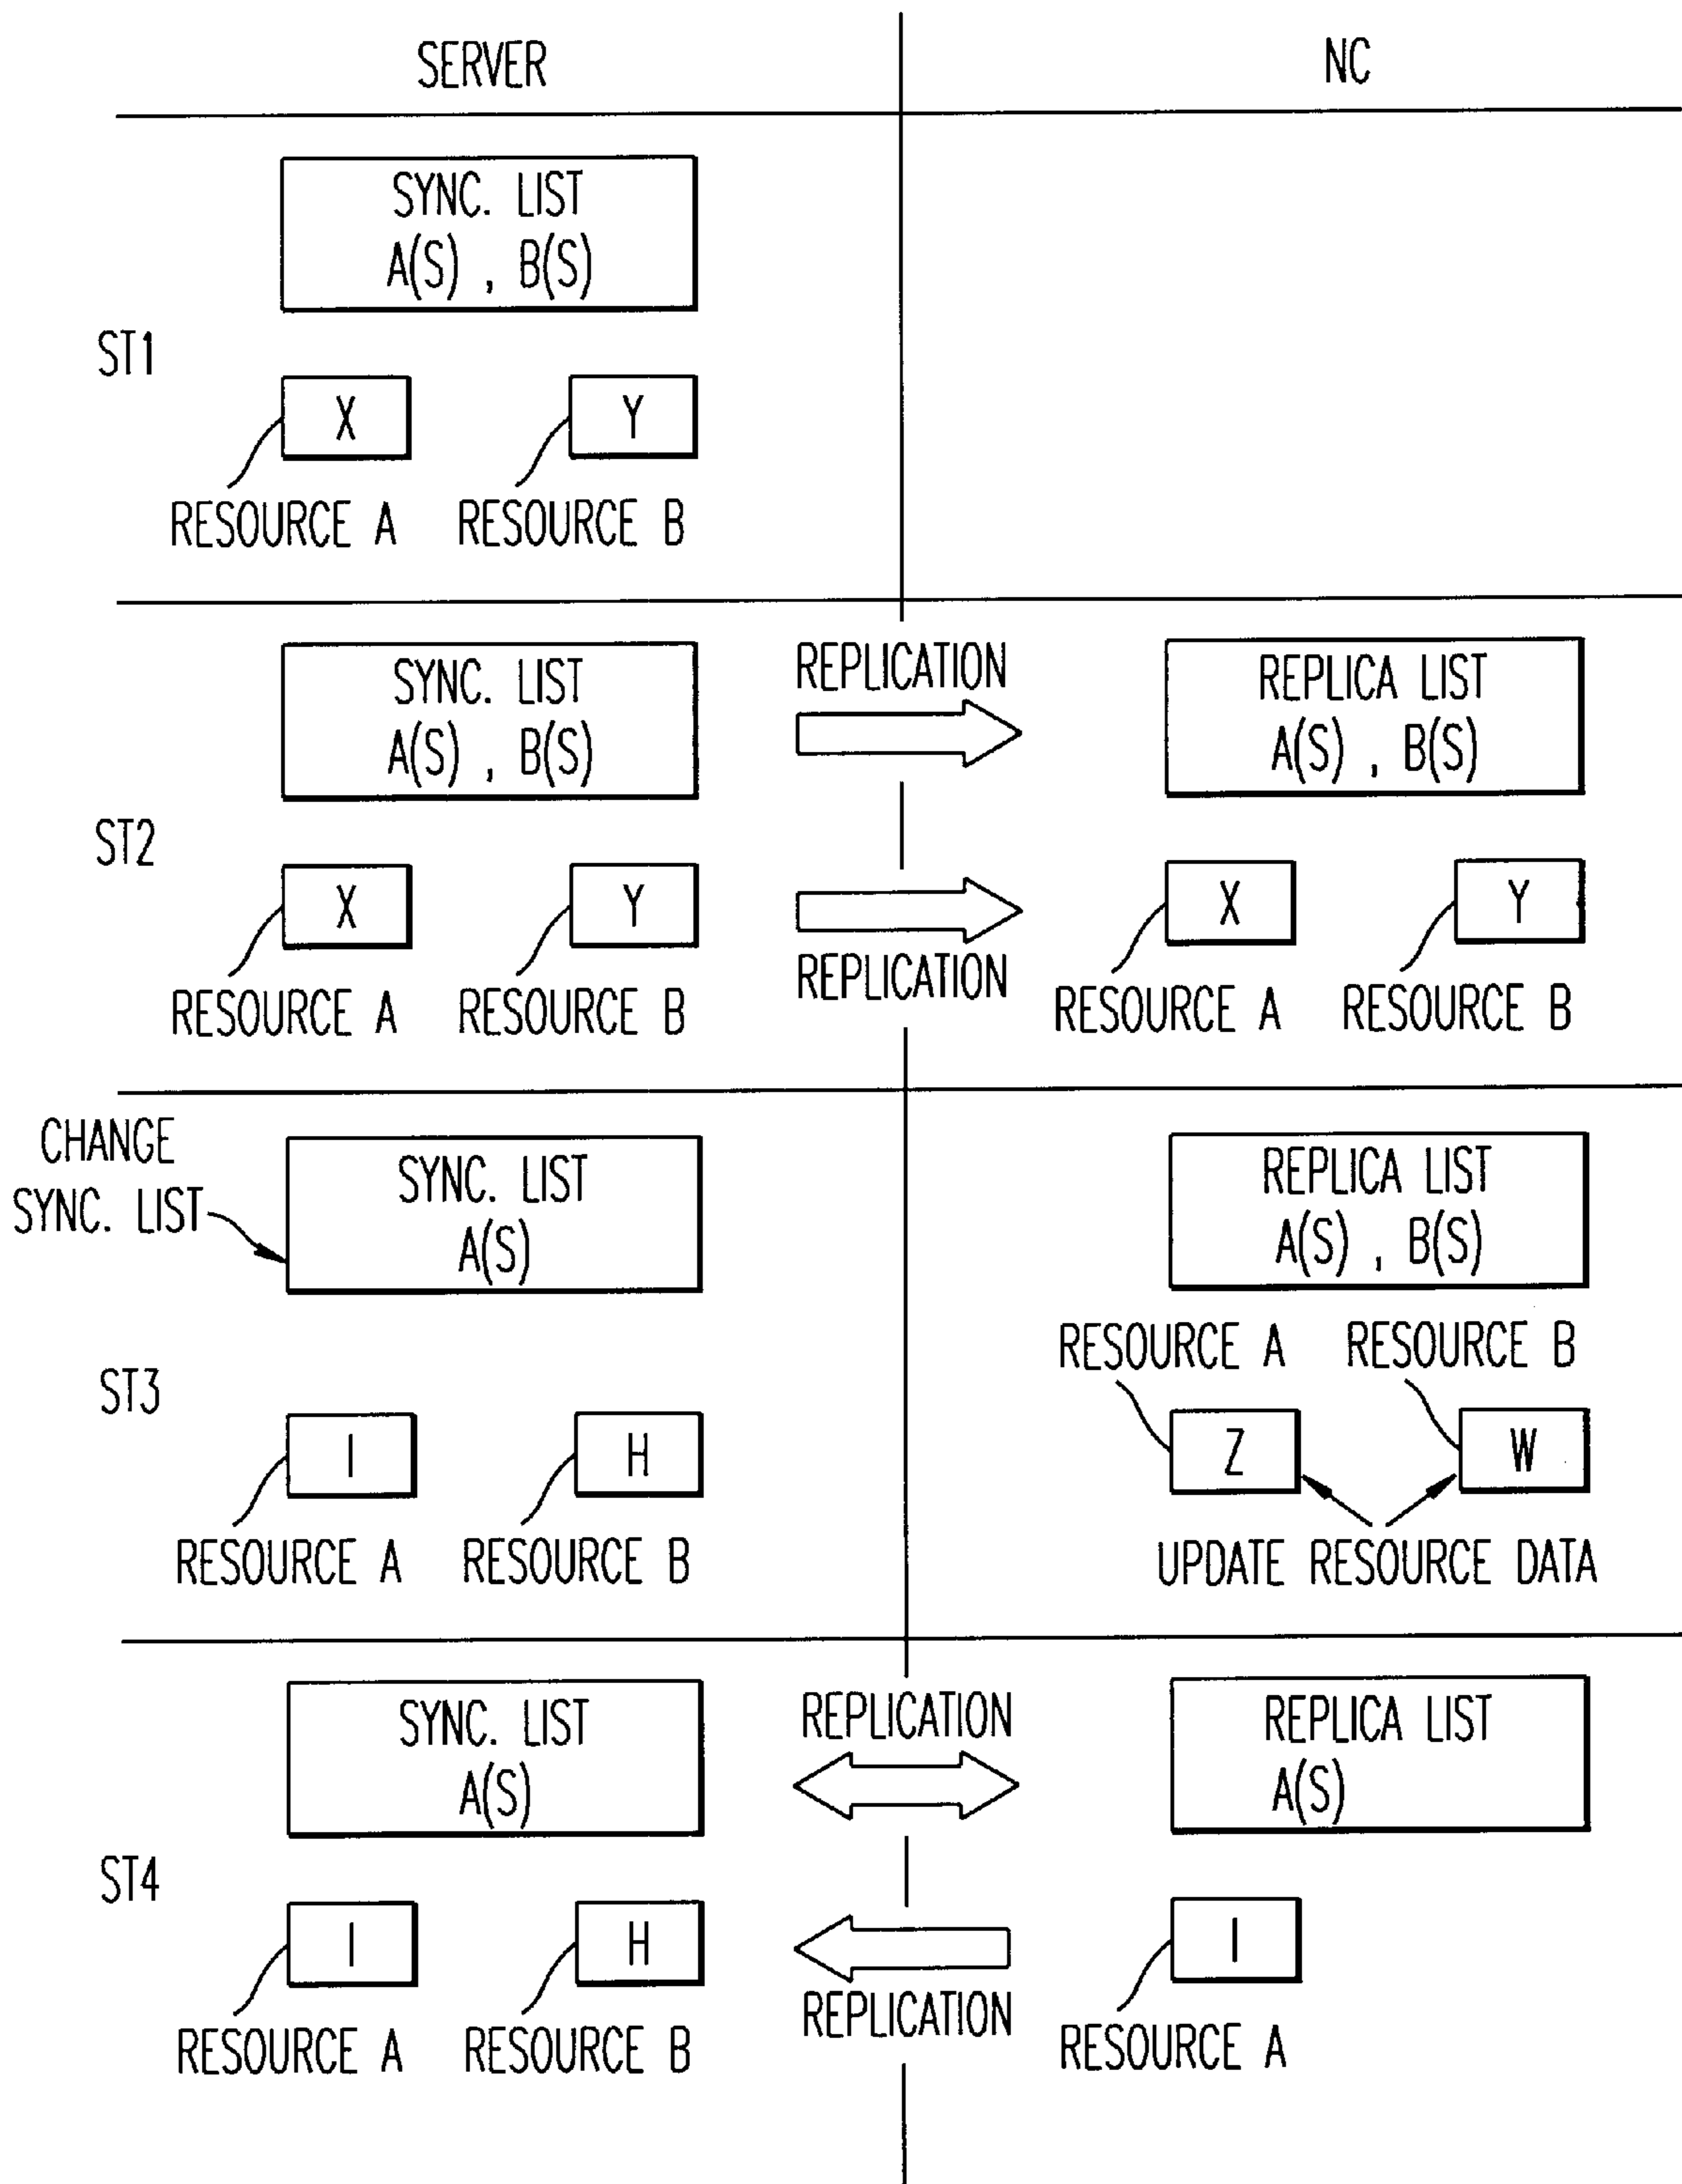 SERVER
NC
SYNC. LIST
A(S) , B(S)
ST1
X
Y
RESOURCE A
RESOURCE B
SYNC. LIST
A(S) , B(S)
REPLICATION
REPLICA LIST
A(S) , B(S)
ST2
X
Y
X
Y
RESOURCE A
RESOURCE B
REPLICATION
RESOURCE A
RESOURCE B
CHANGE
SYNC. LIST
SYNC. LIST
A(S)
REPLICA LIST
A(S) , B(S)
RESOURCE A
RESOURCE B
ST3
I
H
Z
W
RESOURCE A
RESOURCE B
UPDATE RESOURCE DATA
SYNC. LIST
A(S)
REPLICATION
REPLICA LIST
A(S)
ST4
I
H
I
RESOURCE A
RESOURCE B
REPLICATION
RESOURCE A